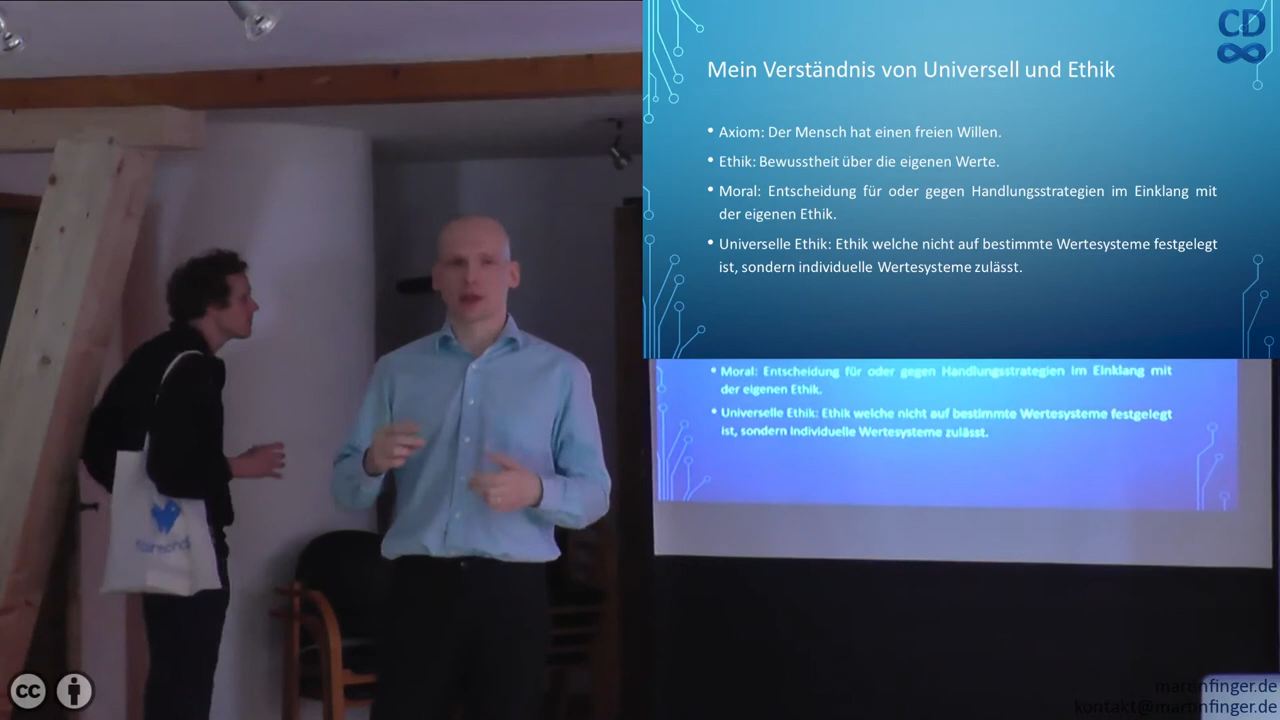 CD
Mein Verständnis von Universell und Ethik
• Axiom: Der Mensch hat einen freien Willen.
• Ethik: Bewusstheit über die eigenen Werte.
• Moral: Entscheidung für oder gegen Handlungsstrategien im Einklang mit
der eigenen Ethik.
• Universelle Ethik: Ethik welche nicht auf bestimmte Wertesysteme festgelegt
ist, sondern individuelle Wertesysteme zulässt.
• Moral: Entscheidung für oder gegen Handlungsstrategien im Einklang mit
der eigenen Ethik.
• Universelle Ethik: Ethik welche nicht auf bestimmte Wertesysteme festgelegt
ist, sondern individuelle Wertesysteme zulässt.
cc
martinfinger.de
kontakt@martinfinger.de